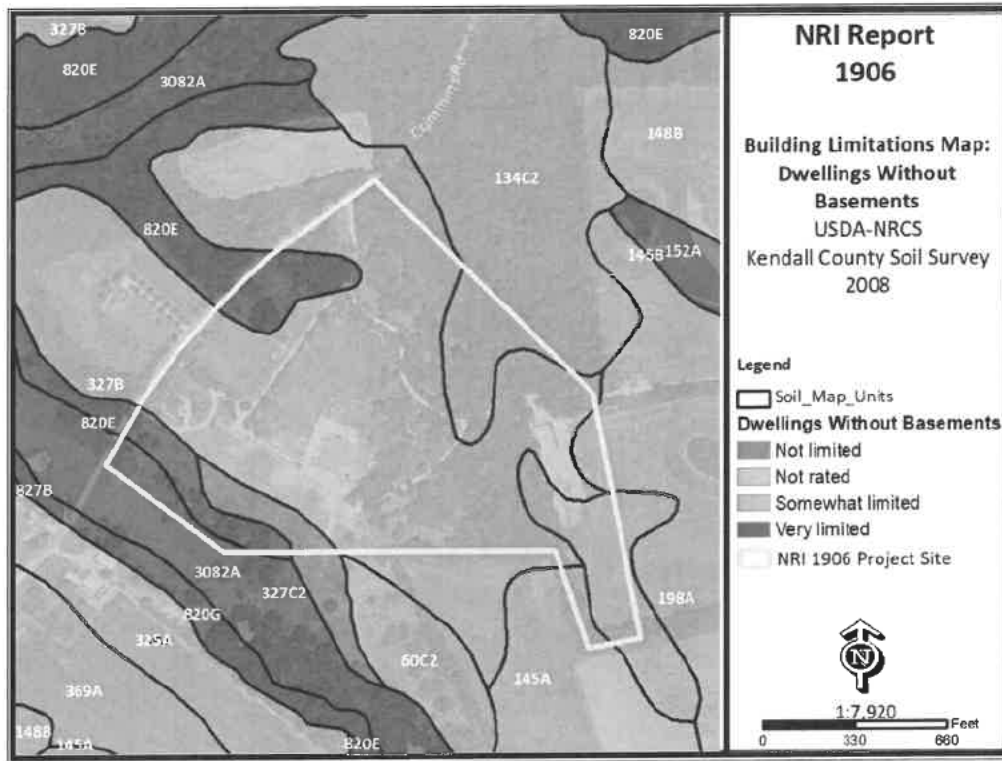 327B
820E
820E
3082A
Commons Rd
148B
134C2
820E
145B 152A
327B
820E
827B
3082A
327C2
820G
198A
325A
60C2
369A
145A
148B
145A
820E
NRI Report
1906
Building Limitations Map:
Dwellings Without
Basements
USDA-NRCS
Kendall County Soil Survey
2008
Legend
Soil_Map_Units
Dwellings Without Basements
Not limited
Not rated
Somewhat limited
Very limited
NRI 1906 Project Site
N
1:7,920
Feet
0 330 660